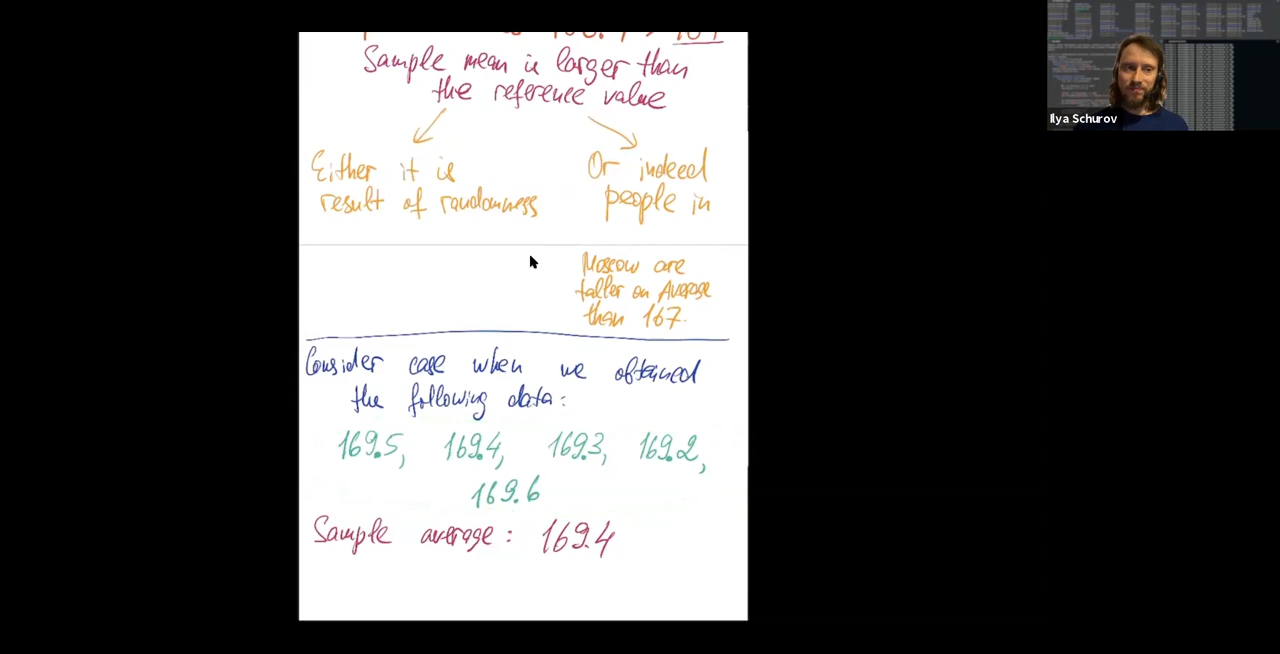 Sample mean is larger than
the reference value
Either it is
result of randomness
Or indeed
people in
Moscow are
taller on Average
than 167.
Consider case when we obtained
the following data:
169.5, 169.4, 169.3, 169.2,
169.6
Sample average: 169.4
Ilya Schurov